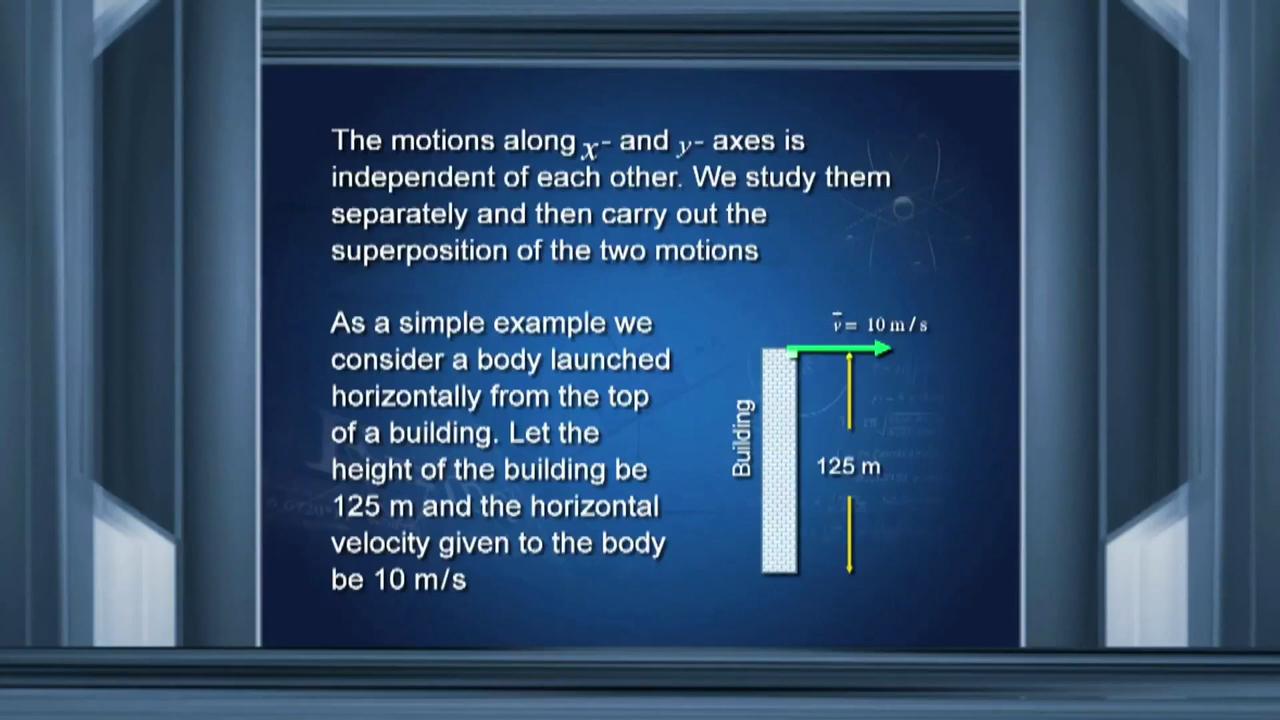 The motions along x- and y- axes is
independent of each other. We study them
separately and then carry out the
superposition of the two motions
As a simple example we
consider a body launched
horizontally from the top
of a building. Let the
height of the building be
125 m and the horizontal
velocity given to the body
be 10 m/s
v̅ = 10 m/s
Building
125 m